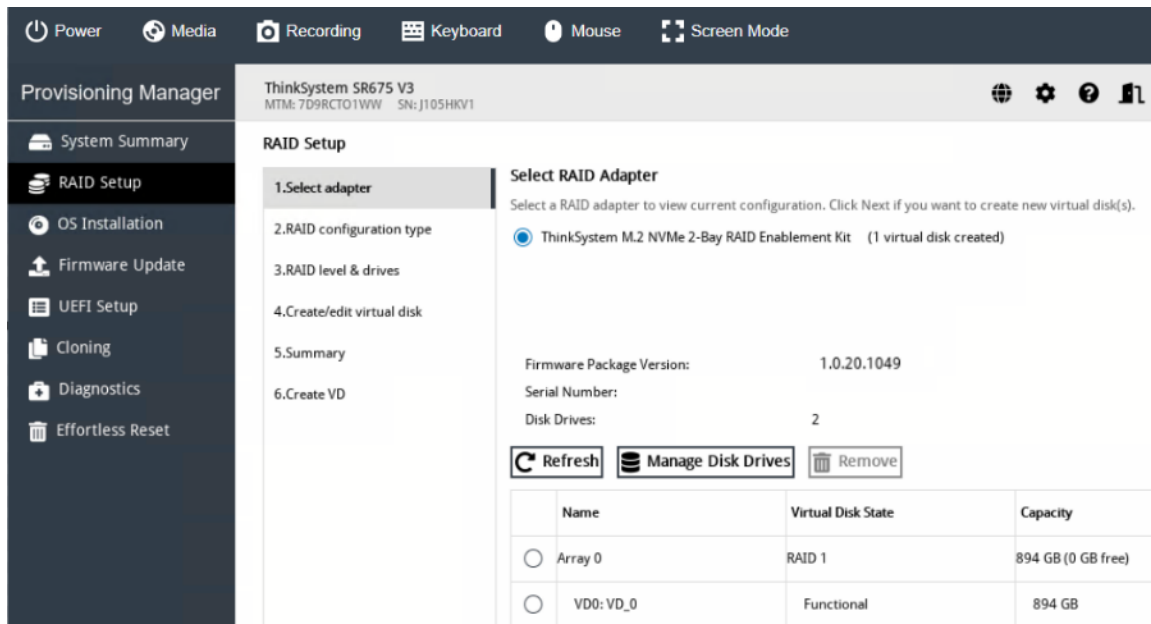 Power Media Recording Keyboard Mouse Screen Mode
Provisioning Manager
ThinkSystem SR675 V3
MTM: 7D9RCTO1WW SN: J105HKV1
System Summary
RAID Setup
OS Installation
Firmware Update
UEFI Setup
Cloning
Diagnostics
Effortless Reset
RAID Setup
1.Select adapter
2.RAID configuration type
3.RAID level & drives
4.Create/edit virtual disk
5.Summary
6.Create VD
Select RAID Adapter
Select a RAID adapter to view current configuration. Click Next if you want to create new virtual disk(s).
ThinkSystem M.2 NVMe 2-Bay RAID Enablement Kit (1 virtual disk created)
Firmware Package Version: 1.0.20.1049
Serial Number:
Disk Drives: 2
Refresh Manage Disk Drives Remove
Name Virtual Disk State Capacity
Array 0 RAID 1 894 GB (0 GB free)
VD0: VD_0 Functional 894 GB